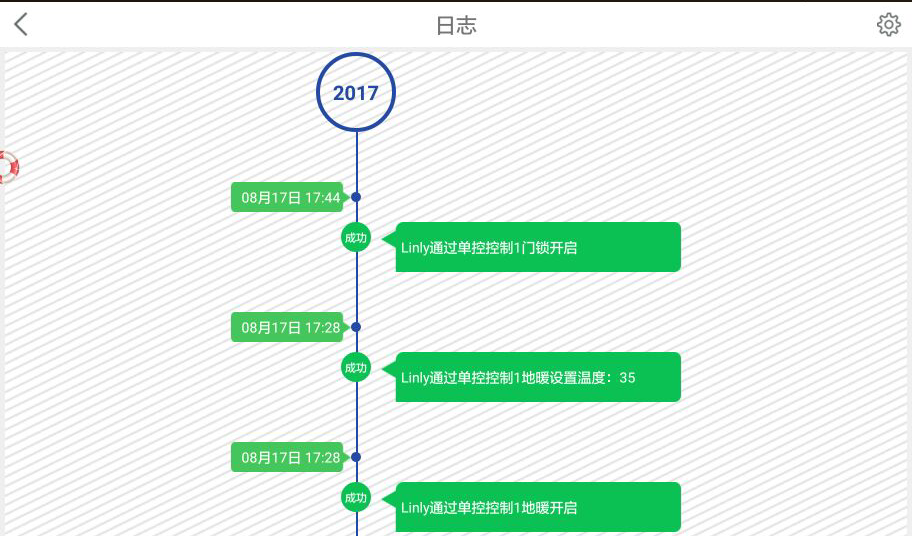 日志
2017
08月17日 17:44
成功
Linly通过单控控制1门锁开启
08月17日 17:28
成功
Linly通过单控控制1地暖设置温度：35
08月17日 17:28
成功
Linly通过单控控制1地暖开启